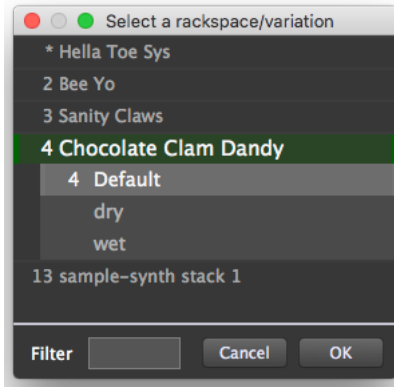 Select a rackspace/variation
* Hella Toe Sys
2 Bee Yo
3 Sanity Claws
4 Chocolate Clam Dandy
4 Default
dry
wet
13 sample-synth stack 1
Filter Cancel OK